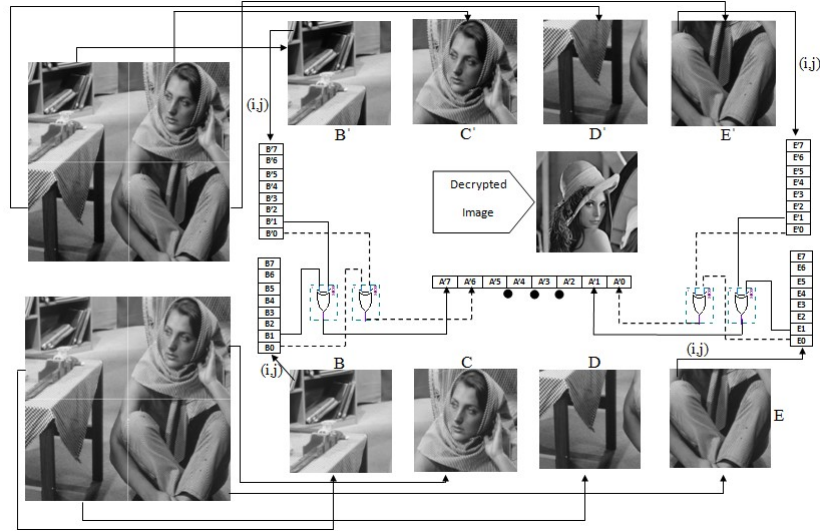 (i,j)
(i,j)
B'
C'
D'
E'
B'7
B'6
B'5
B'4
B'3
B'2
B'1
B'0
E'7
E'6
E'5
E'4
E'3
E'2
E'1
E'0
Decrypted
Image
B7
B6
B5
B4
B3
B2
B1
B0
A'7 A'6 A'5 A'4 A'3 A'2 A'1 A'0
E7
E6
E5
E4
E3
E2
E1
E0
(i,j)
(i,j)
B
C
D
E